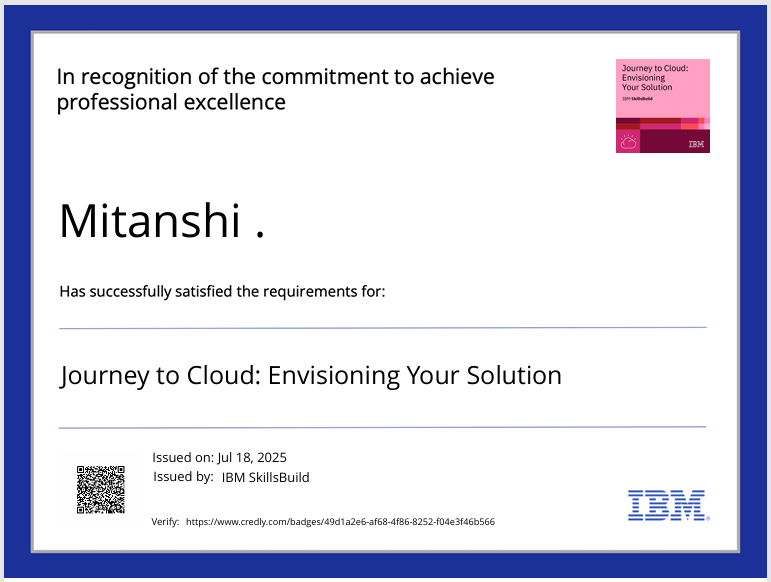 In recognition of the commitment to achieve
professional excellence
Journey to Cloud:
Envisioning
Your Solution
IBM SkillsBuild
IBM
Mitanshi .
Has successfully satisfied the requirements for:
Journey to Cloud: Envisioning Your Solution
Issued on: Jul 18, 2025
Issued by: IBM SkillsBuild
Verify: https://www.credly.com/badges/49d1a2e6-af68-4f86-8252-f04e3f46b566
IBM®